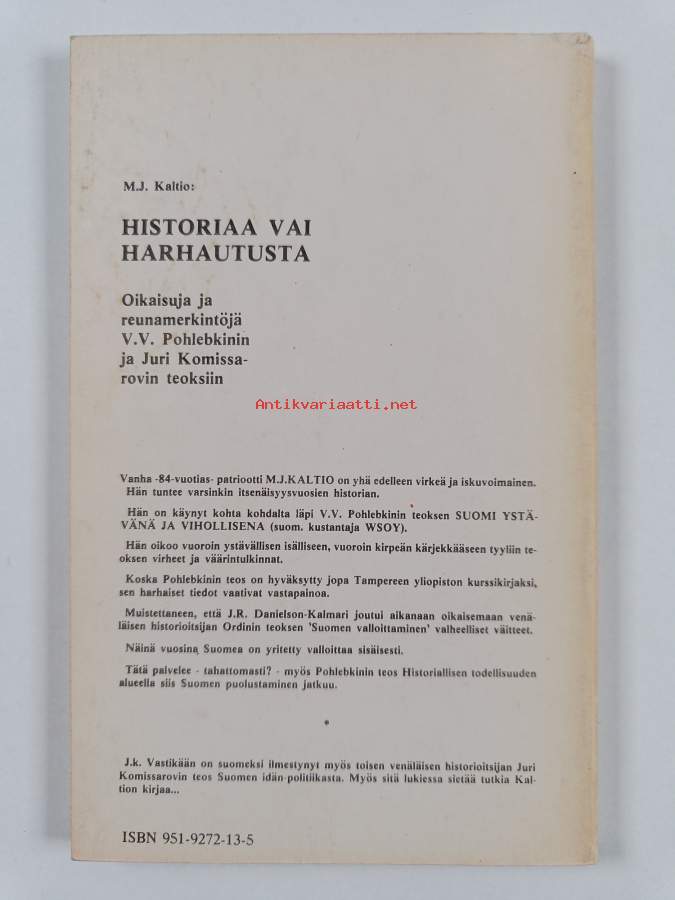 M.J. Kaltio:
HISTORIAA VAI
HARHAUTUSTA
Oikaisuja ja
reunamerkintöjä
V.V. Pohlebkinin
ja Juri Komissa-
rovin teoksiin
Antikvariaatti.net
Vanha -84-vuotias- patriootti M.J.KALTIO on yhä edelleen virkeä ja iskuvoimainen.
Hän tuntee varsinkin itsenäisyysvuosien historian.
Hän on käynyt kohta kohdalta läpi V.V. Pohlebkinin teoksen SUOMI YSTÄ-
VÄNÄ JA VIHOLLISENA (suom. kustantaja WSOY).
Hän oikoo vuoroin ystävällisen isälliseen, vuoroin kirpeän kärjekkääseen tyyliin te-
oksen virheet ja väärintulkinnat.
Koska Pohlebkinin teos on hyväksytty jopa Tampereen yliopiston kurssikirjaksi,
sen harhaiset tiedot vaativat vastapainoa.
Muistettaneen, että J.R. Danielson-Kalmari joutui aikanaan oikaisemaan venä-
läisen historioitsijan Ordinin teoksen 'Suomen valloittaminen' valheelliset väitteet.
Näinä vuosina Suomea on yritetty valloittaa sisäisesti.
Tätä palvelee - tahattomasti? - myös Pohlebkinin teos Historiallisen todellisuuden
alueella siis Suomen puolustaminen jatkuu.
*
J.k. Vastikään on suomeksi ilmestynyt myös toisen venäläisen historioitsijan Juri
Komissarovin teos Suomen idän-politiikasta. Myös sitä lukiessa sietää tutkia Kal-
tion kirjaa...
ISBN 951-9272-13-5